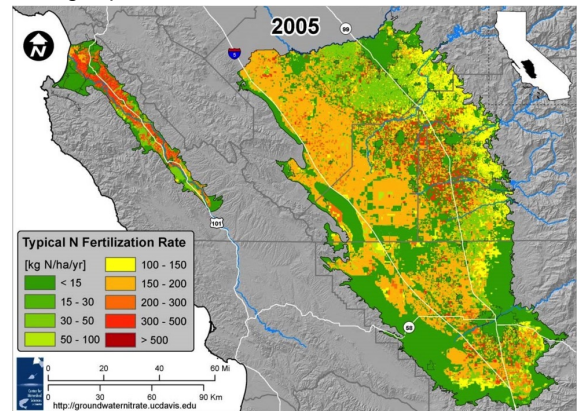 2005
N
5
99
101
58
Typical N Fertilization Rate
[kg N/ha/yr]
< 15
15 - 30
30 - 50
50 - 100
100 - 150
150 - 200
200 - 300
300 - 500
> 500
0 20 40 60 Mi
0 30 60 90 Km
http://groundwaternitrate.ucdavis.edu